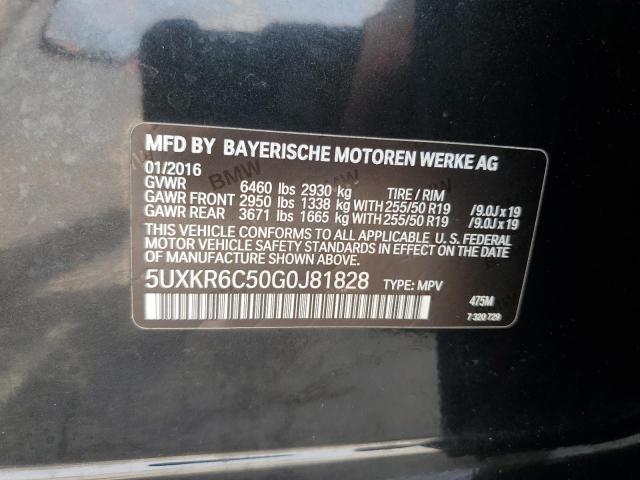 MFD BY BAYERISCHE MOTOREN WERKE AG
01/2016
GVWR 6460 lbs 2930 kg TIRE / RIM
GAWR FRONT 2950 lbs 1338 kg WITH 255/50 R19 /9.0J x 19
GAWR REAR 3671 lbs 1665 kg WITH 255/50 R19 /9.0J x 19
THIS VEHICLE CONFORMS TO ALL APPLICABLE U. S. FEDERAL
MOTOR VEHICLE SAFETY STANDARDS IN EFFECT ON THE DATE
OF MANUFACTURE SHOWN ABOVE.
5UXKR6C50G0J81828 TYPE: MPV
475M
7 320 729
BMW